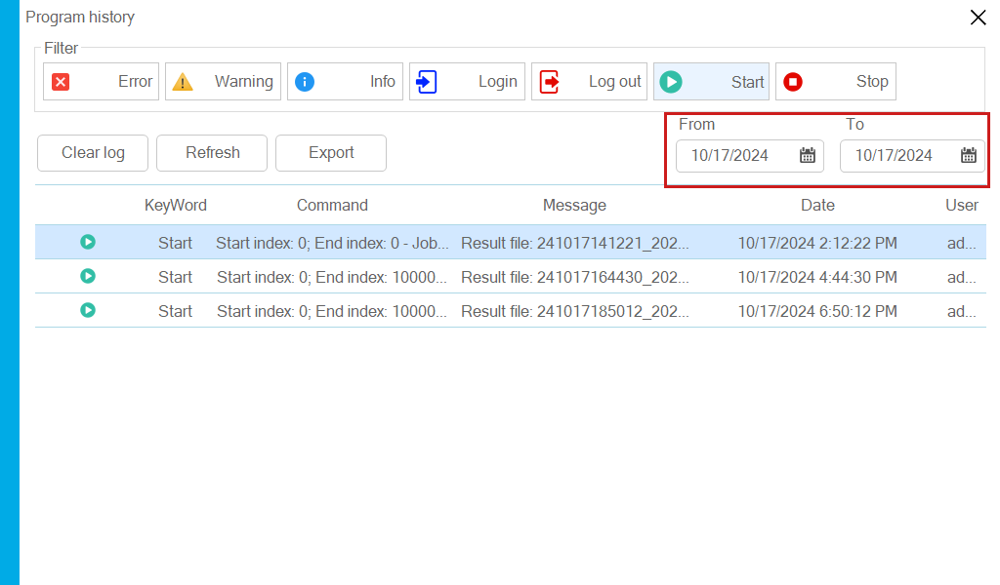 Program history
Filter
Error Warning Info Login Log out Start Stop
From To
Clear log Refresh Export 10/17/2024 10/17/2024
KeyWord Command Message Date User
Start Start index: 0; End index: 0 - Job... Result file: 241017141221_202... 10/17/2024 2:12:22 PM ad...
Start Start index: 0; End index: 10000... Result file: 241017164430_202... 10/17/2024 4:44:30 PM ad...
Start Start index: 0; End index: 10000... Result file: 241017185012_202... 10/17/2024 6:50:12 PM ad...